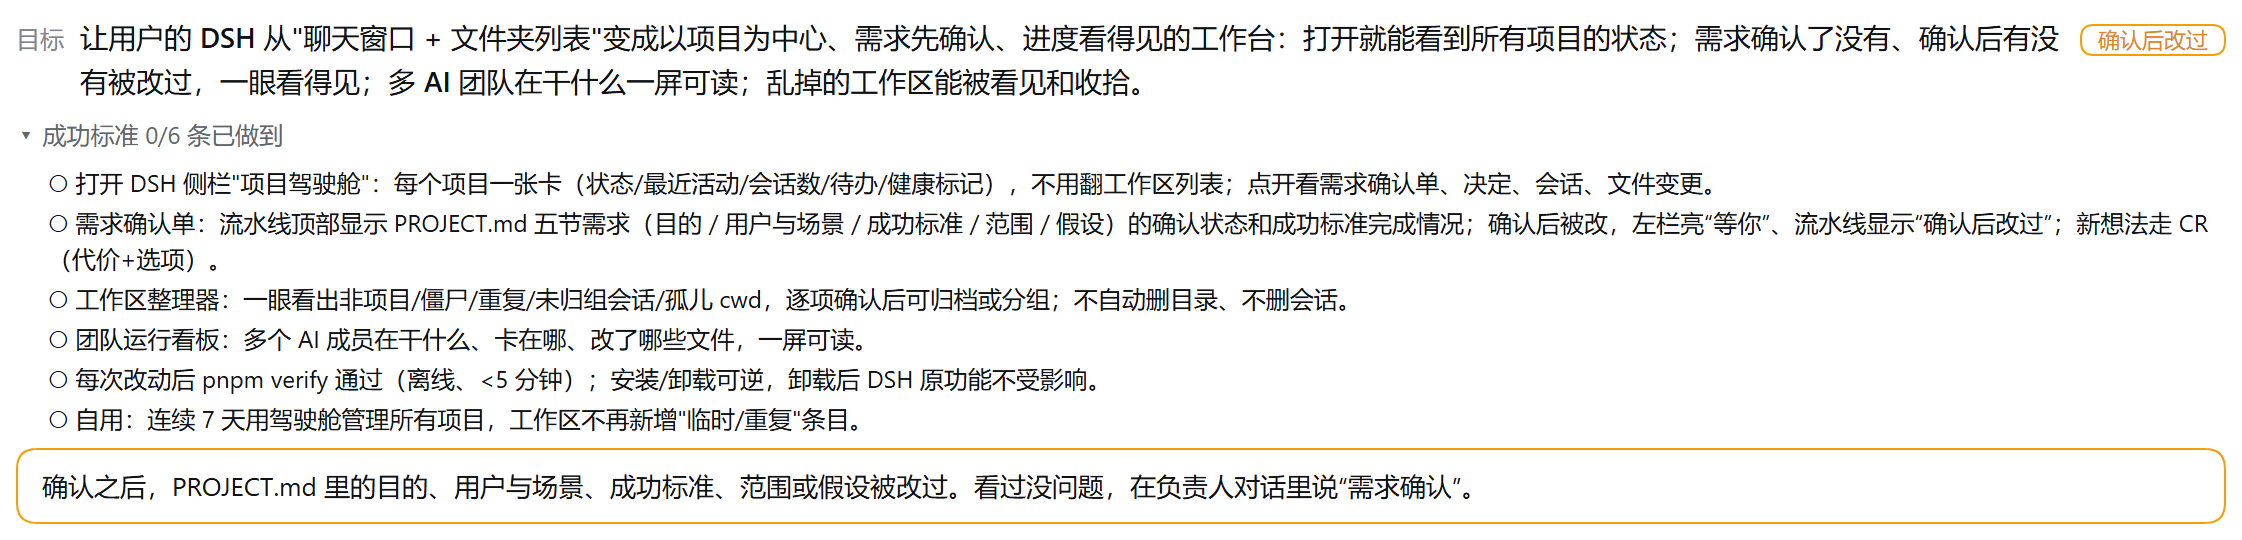 目标 让用户的 DSH 从"聊天窗口 + 文件夹列表"变成以项目为中心、需求先确认、进度看得见的工作台：打开就能看到所有项目的状态；需求确认了没有、确认后有没 确认后改过
有被改过，一眼看得见；多 AI 团队在干什么一屏可读；乱掉的工作区能被看见和收拾。
▾ 成功标准 0/6 条已做到
○ 打开 DSH 侧栏"项目驾驶舱"：每个项目一张卡（状态/最近活动/会话数/待办/健康标记），不用翻工作区列表；点开看需求确认单、决定、会话、文件变更。
○ 需求确认单：流水线顶部显示 PROJECT.md 五节需求（目的 / 用户与场景 / 成功标准 / 范围 / 假设）的确认状态和成功标准完成情况；确认后被改，左栏亮“等你”、流水线显示“确认后改过”；新想法走 CR
（代价+选项）。
○ 工作区整理器：一眼看出非项目/僵尸/重复/未归组会话/孤儿 cwd，逐项确认后可归档或分组；不自动删目录、不删会话。
○ 团队运行看板：多个 AI 成员在干什么、卡在哪、改了哪些文件，一屏可读。
○ 每次改动后 pnpm verify 通过（离线、<5 分钟）；安装/卸载可逆，卸载后 DSH 原功能不受影响。
○ 自用：连续 7 天用驾驶舱管理所有项目，工作区不再新增"临时/重复"条目。
确认之后，PROJECT.md 里的目的、用户与场景、成功标准、范围或假设被改过。看过没问题，在负责人对话里说“需求确认”。